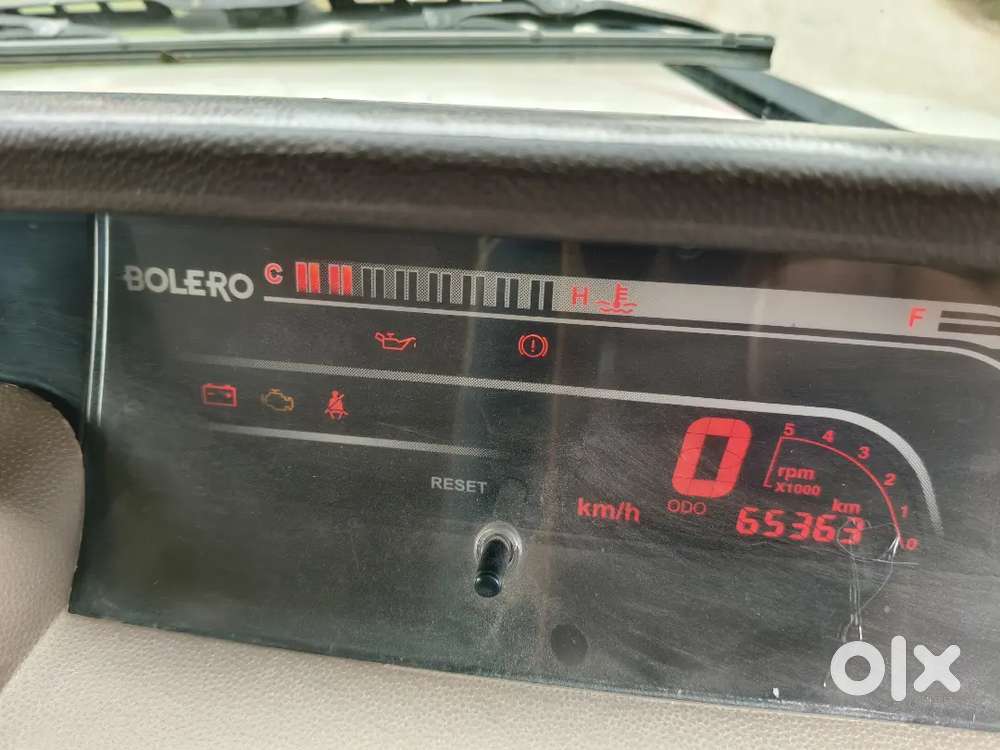 BOLERO C H F
RESET
km/h
0
ODO 65363 km
rpm
X1000
5 4 3 2 1 0
olx